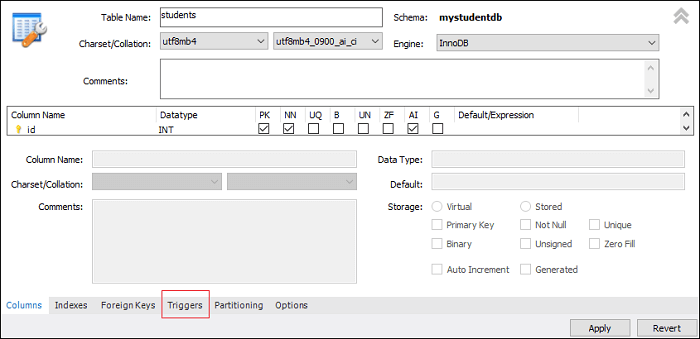 Table Name: students Schema: mystudentdb
Charset/Collation: utf8mb4 utf8mb4_0900_ai_ci Engine: InnoDB
Comments:
Column Name Datatype PK NN UQ B UN ZF AI G Default/Expression
id INT
Column Name: Data Type:
Charset/Collation: Default:
Comments: Storage: Virtual Stored
Primary Key Not Null Unique
Binary Unsigned Zero Fill
Auto Increment Generated
Columns Indexes Foreign Keys Triggers Partitioning Options
Apply Revert